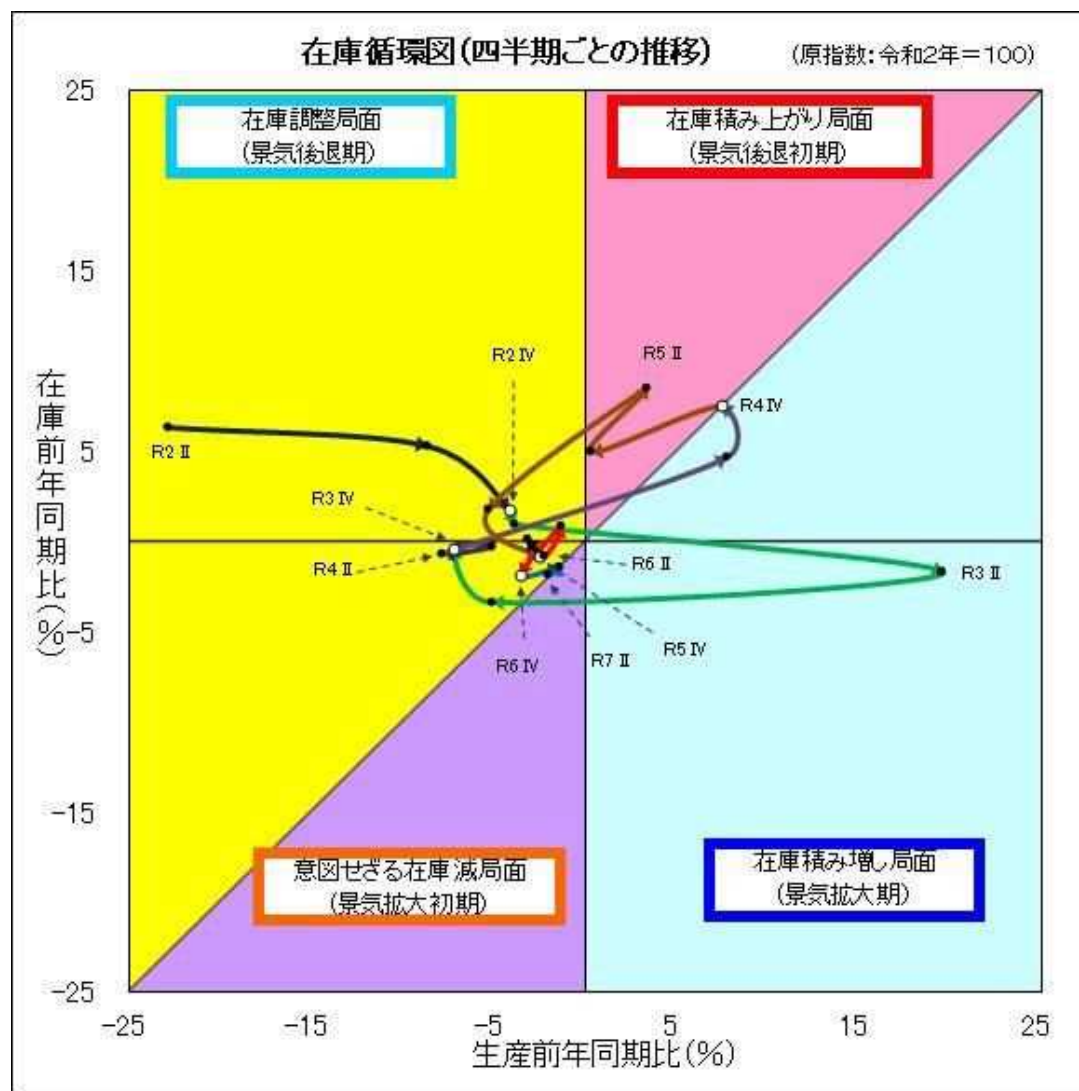 在庫循環図(四半期ごとの推移)
(原指数:令和2年=100)
25
15
5
-5
-15
-25
在庫前年同期比(%)
在庫調整局面
(景気後退期)
在庫積み上がり局面
(景気後退初期)
R2 Ⅱ
R2 Ⅳ
R5 Ⅱ
R4 Ⅳ
R3 Ⅳ
R4 Ⅱ
R6 Ⅱ
R3 Ⅱ
R6 Ⅳ
R7 Ⅱ
R5 Ⅳ
意図せざる在庫減局面
(景気拡大初期)
在庫積み増し局面
(景気拡大期)
-25
-15
-5
5
15
25
生産前年同期比(%)